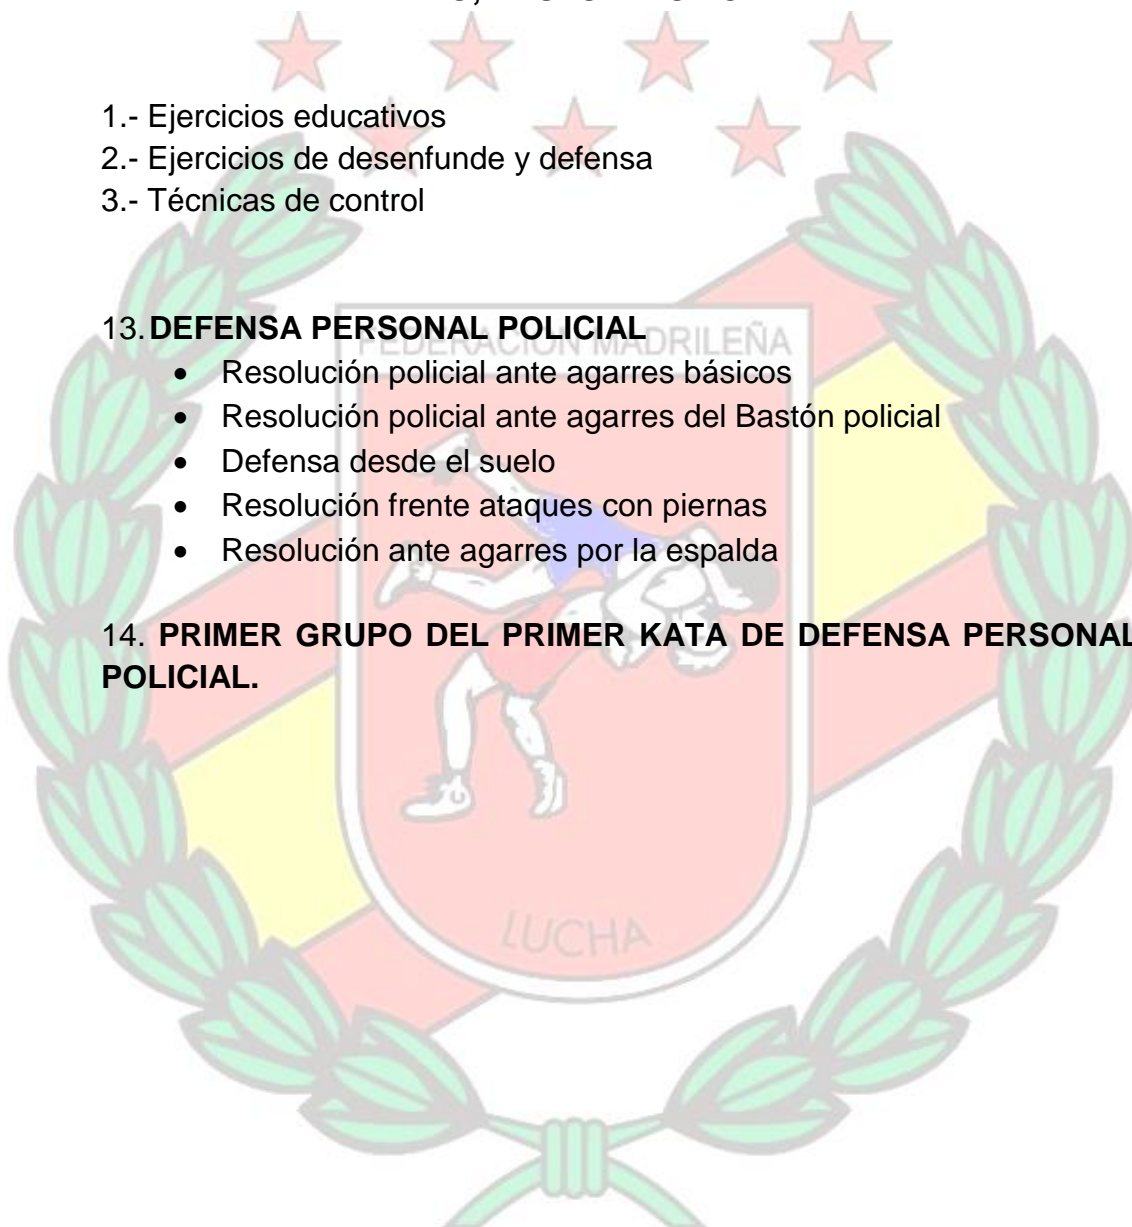 1.- Ejercicios educativos
2.- Ejercicios de desenfunde y defensa
3.- Técnicas de control
13. DEFENSA PERSONAL POLICIAL
FEDERACIÓN MADRILEÑA
• Resolución policial ante agarres básicos
• Resolución policial ante agarres del Bastón policial
• Defensa desde el suelo
• Resolución frente ataques con piernas
• Resolución ante agarres por la espalda
14. PRIMER GRUPO DEL PRIMER KATA DE DEFENSA PERSONAL
POLICIAL.
LUCHA